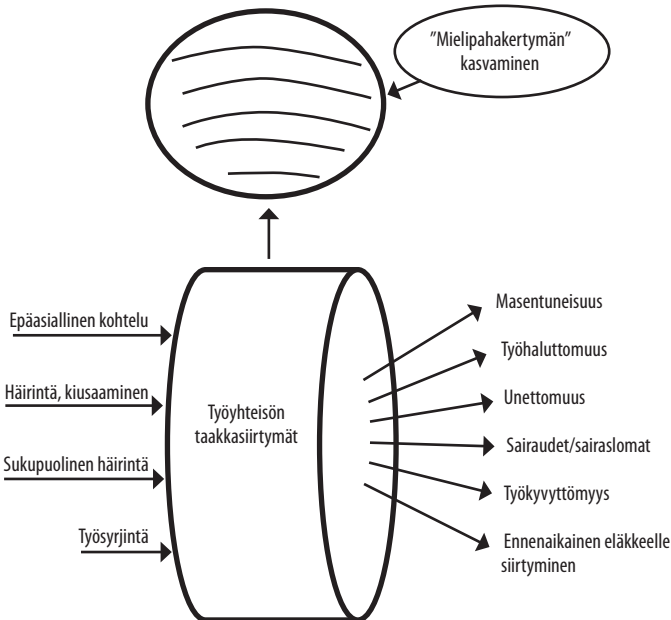 "Mielipahakertymän"
kasvaminen
Epäasiallinen kohtelu
Häirintä, kiusaaminen
Sukupuolinen häirintä
Työsyrjintä
Työyhteisön
taakkasiirtymät
Masentuneisuus
Työhaluttomuus
Unettomuus
Sairaudet/sairaslomat
Työkyvyttömyys
Ennenaikainen eläkkeelle
siirtyminen